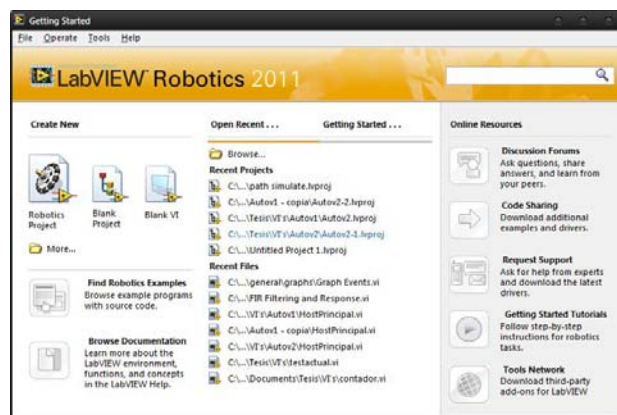 Getting Started
File Operate Tools Help
LabVIEW Robotics 2011
Create New
Robotics Project
Blank Project
Blank VI
More...
Find Robotics Examples
Browse example programs
with source code.
Browse Documentation
Learn more about the
LabVIEW environment,
functions, and concepts
in the LabVIEW Help.
Open Recent . . . Getting Started . . .
Browse...
Recent Projects
C:\...\path simulate.lvproj
C:\...\Autov1 - copia\Autov2-2.lvproj
C:\...\Tesis\VI's\Autov1\Autov2.lvproj
C:\...\Tesis\VI's\Autov2\Autov2-1.lvproj
C:\...\Untitled Project 1.lvproj
Recent Files
C:\...\general\graphs\Graph Events.vi
C:\...\FIR Filtering and Response.vi
C:\...\VI's\Autov1\HostPrincipal.vi
C:\...\Autov1 - copia\HostPrincipal.vi
C:\...\VI's\Autov2\HostPrincipal.vi
C:\...\Tesis\VI's\testactual.vi
C:\...\Documents\Tesis\VI's\contador.vi
Online Resources
Discussion Forums
Ask questions, share
answers, and learn from
your peers.
Code Sharing
Download additional
examples and drivers.
Request Support
Ask for help from experts
and download the latest
drivers.
Getting Started Tutorials
Follow step-by-step
instructions for robotics
tasks.
Tools Network
Download third-party
add-ons for LabVIEW